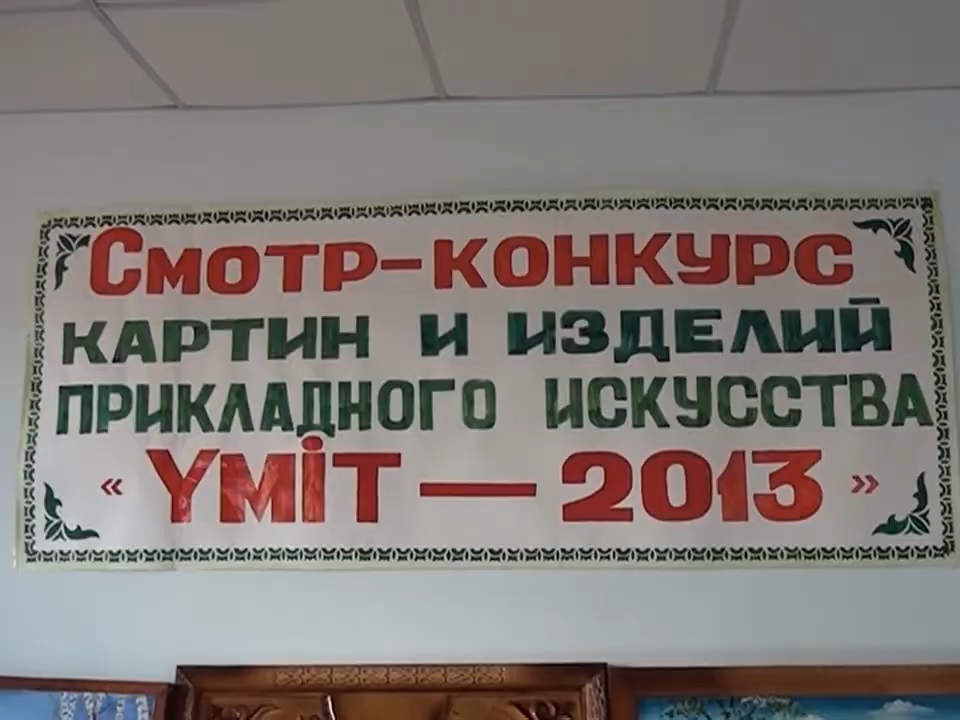 Смотр-конкурс
картин и изделий
прикладного искусства
« ҮМІТ — 2013 »